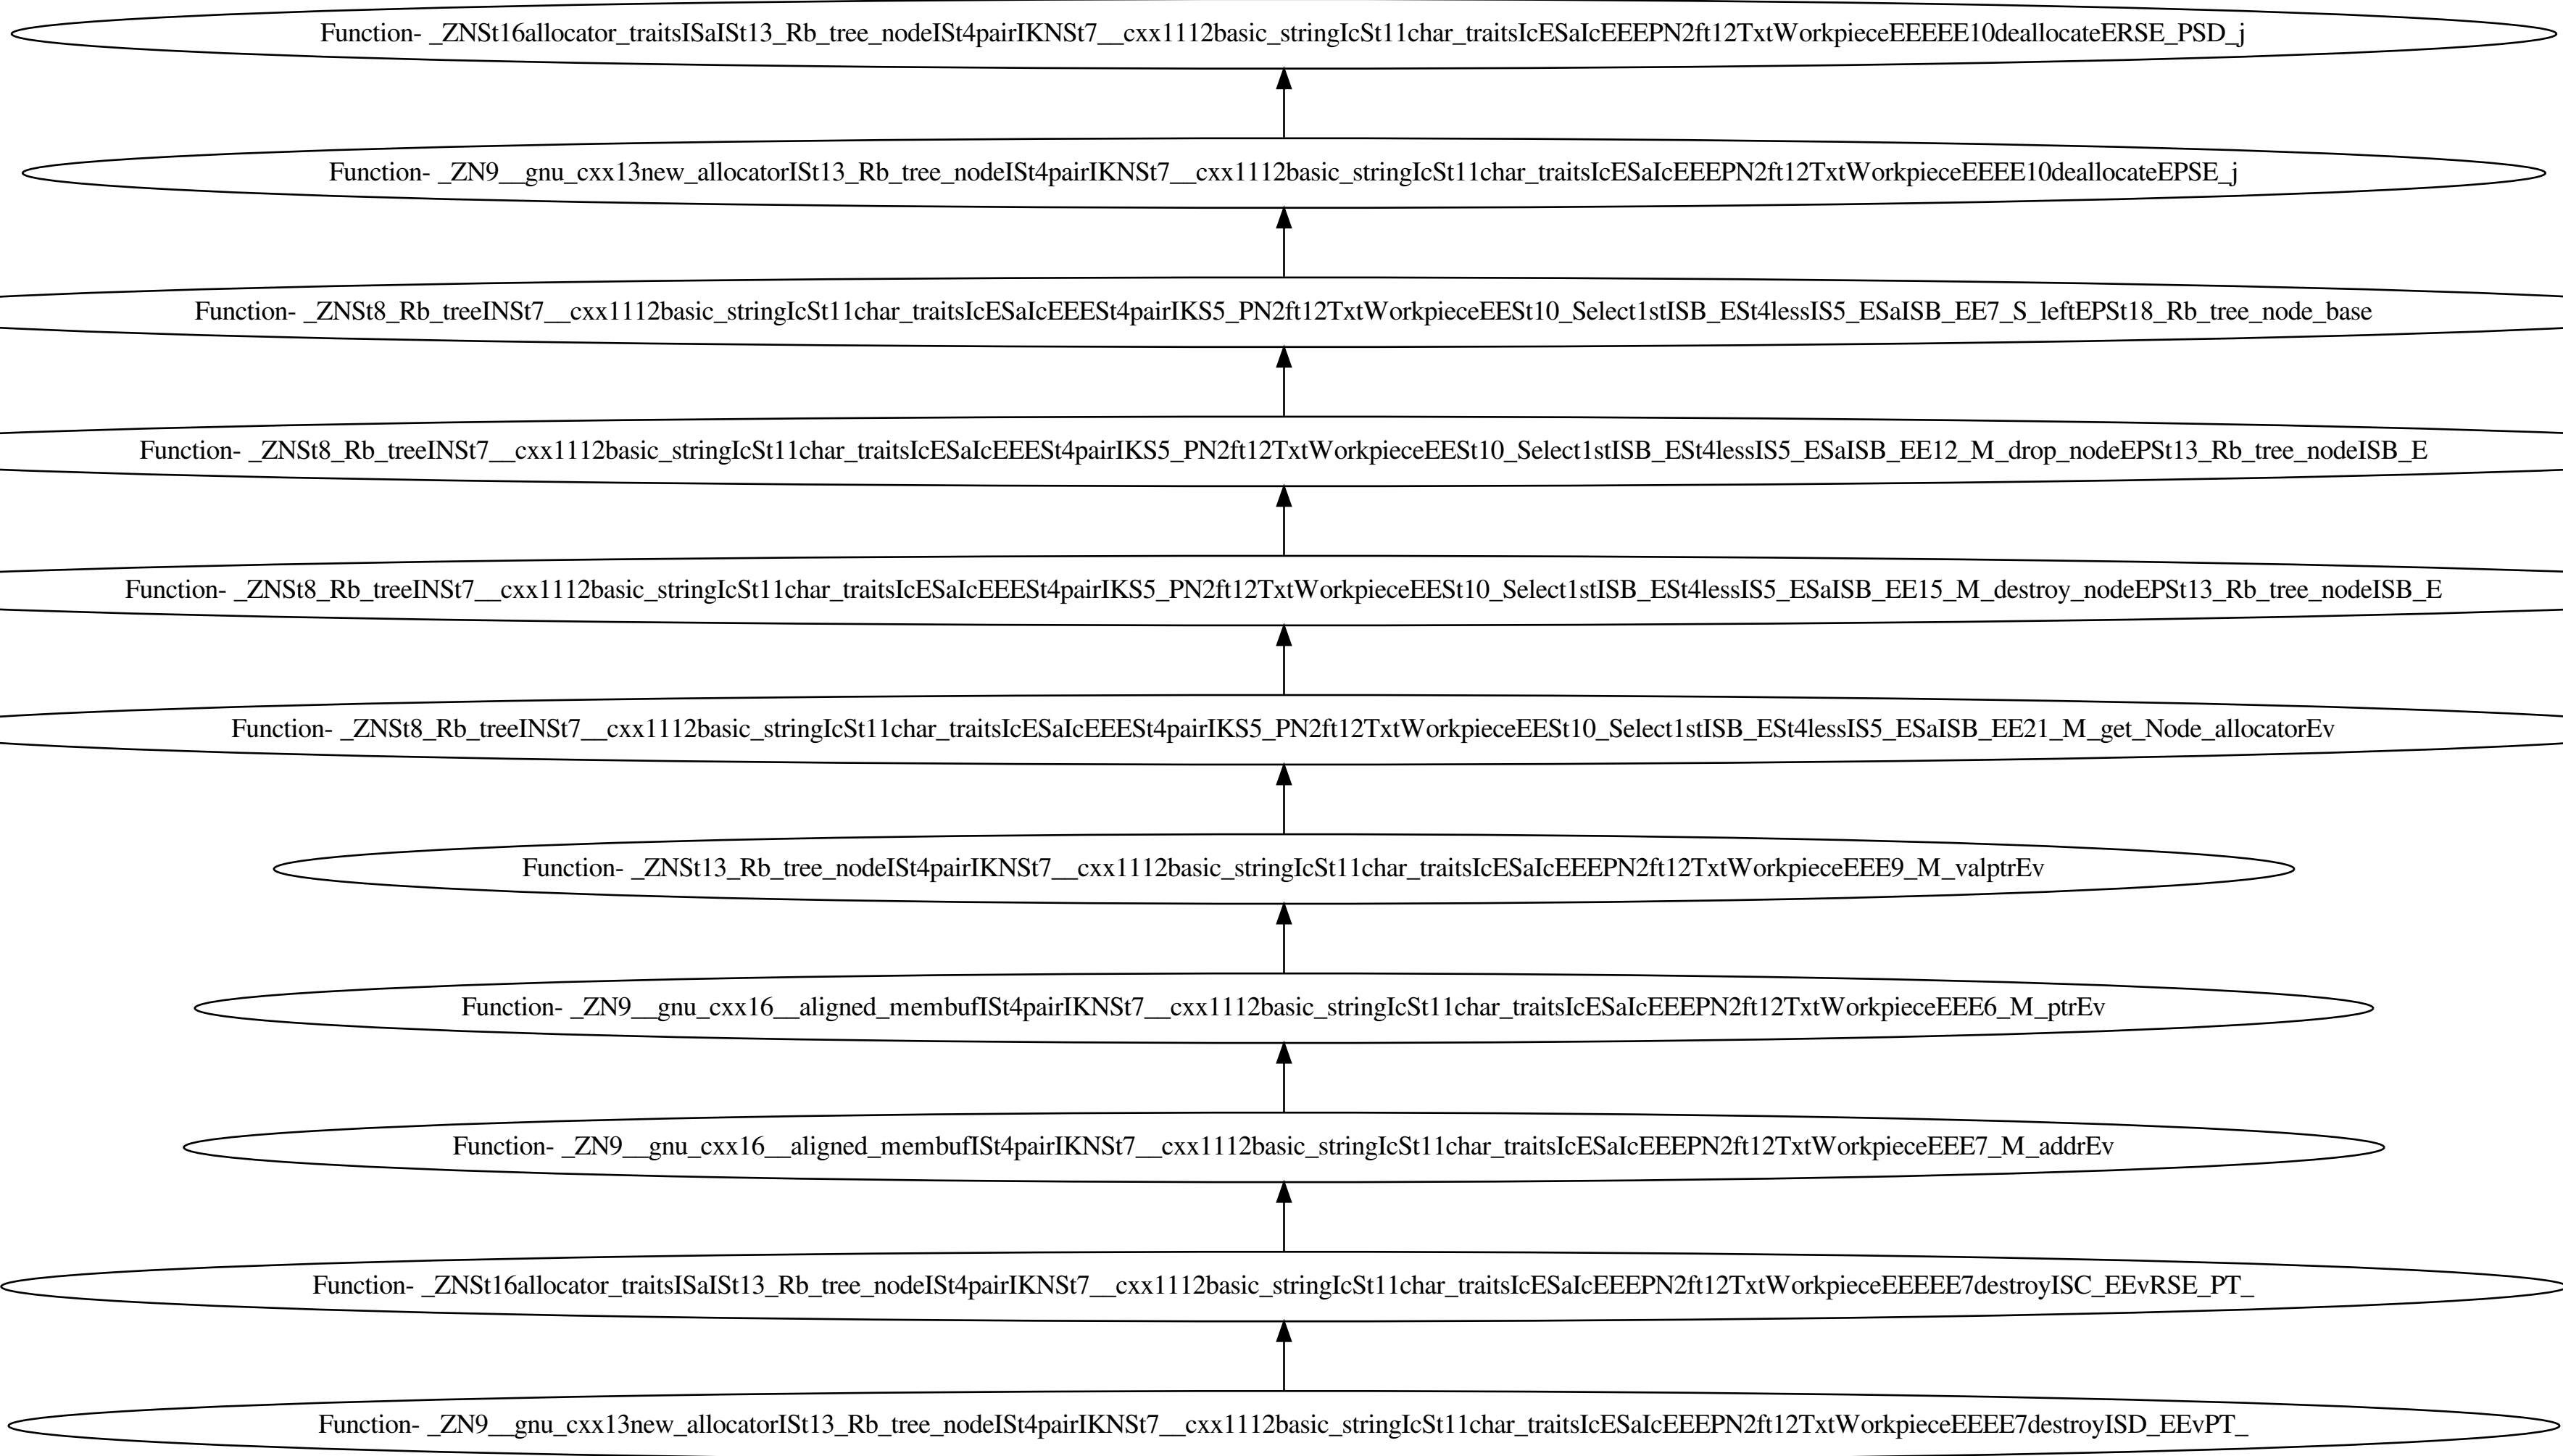 Function- _ZNSt16allocator_traitsISaISt13_Rb_tree_nodeISt4pairIKNSt7__cxx1112basic_stringIcSt11char_traitsIcESaIcEEEPN2ft12TxtWorkpieceEEEEE10deallocateERSE_PSD_j
Function- _ZN9__gnu_cxx13new_allocatorISt13_Rb_tree_nodeISt4pairIKNSt7__cxx1112basic_stringIcSt11char_traitsIcESaIcEEEPN2ft12TxtWorkpieceEEEE10deallocateEPSE_j
Function- _ZNSt8_Rb_treeINSt7__cxx1112basic_stringIcSt11char_traitsIcESaIcEEESt4pairIKS5_PN2ft12TxtWorkpieceEESt10_Select1stISB_ESt4lessIS5_ESaISB_EE7_S_leftEPSt18_Rb_tree_node_base
Function- _ZNSt8_Rb_treeINSt7__cxx1112basic_stringIcSt11char_traitsIcESaIcEEESt4pairIKS5_PN2ft12TxtWorkpieceEESt10_Select1stISB_ESt4lessIS5_ESaISB_EE12_M_drop_nodeEPSt13_Rb_tree_nodeISB_E
Function- _ZNSt8_Rb_treeINSt7__cxx1112basic_stringIcSt11char_traitsIcESaIcEEESt4pairIKS5_PN2ft12TxtWorkpieceEESt10_Select1stISB_ESt4lessIS5_ESaISB_EE15_M_destroy_nodeEPSt13_Rb_tree_nodeISB_E
Function- _ZNSt8_Rb_treeINSt7__cxx1112basic_stringIcSt11char_traitsIcESaIcEEESt4pairIKS5_PN2ft12TxtWorkpieceEESt10_Select1stISB_ESt4lessIS5_ESaISB_EE21_M_get_Node_allocatorEv
Function- _ZNSt13_Rb_tree_nodeISt4pairIKNSt7__cxx1112basic_stringIcSt11char_traitsIcESaIcEEEPN2ft12TxtWorkpieceEEE9_M_valptrEv
Function- _ZN9__gnu_cxx16__aligned_membufISt4pairIKNSt7__cxx1112basic_stringIcSt11char_traitsIcESaIcEEEPN2ft12TxtWorkpieceEEE6_M_ptrEv
Function- _ZN9__gnu_cxx16__aligned_membufISt4pairIKNSt7__cxx1112basic_stringIcSt11char_traitsIcESaIcEEEPN2ft12TxtWorkpieceEEE7_M_addrEv
Function- _ZNSt16allocator_traitsISaISt13_Rb_tree_nodeISt4pairIKNSt7__cxx1112basic_stringIcSt11char_traitsIcESaIcEEEPN2ft12TxtWorkpieceEEEEE7destroyISC_EEvRSE_PT_
Function- _ZN9__gnu_cxx13new_allocatorISt13_Rb_tree_nodeISt4pairIKNSt7__cxx1112basic_stringIcSt11char_traitsIcESaIcEEEPN2ft12TxtWorkpieceEEEE7destroyISD_EEvPT_